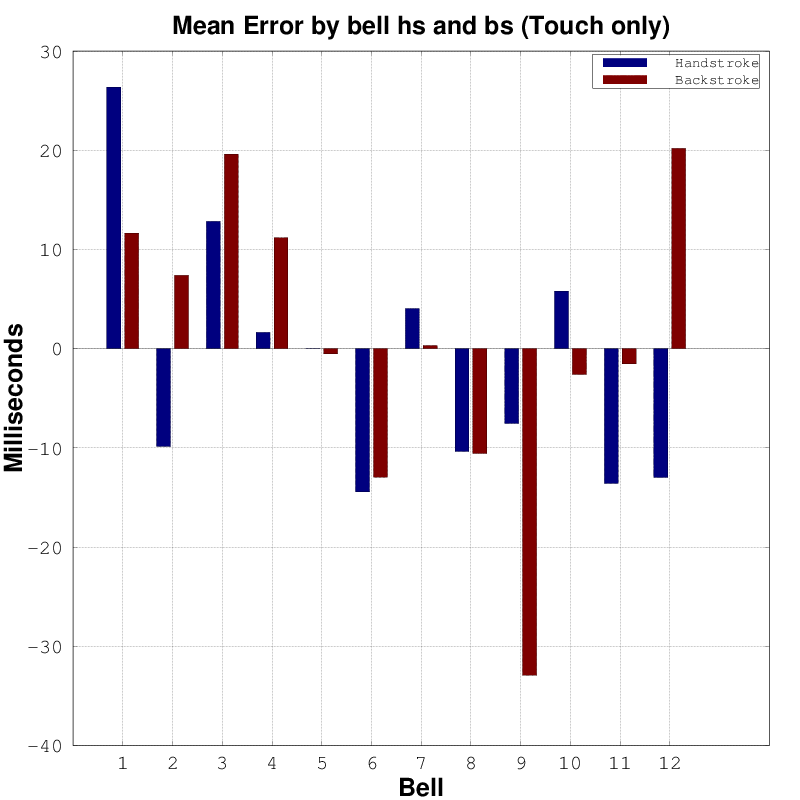 Mean Error by bell hs and bs (Touch only)
Handstroke
Backstroke
30
20
10
0
-10
-20
-30
-40
Milliseconds
1 2 3 4 5 6 7 8 9 10 11 12
Bell